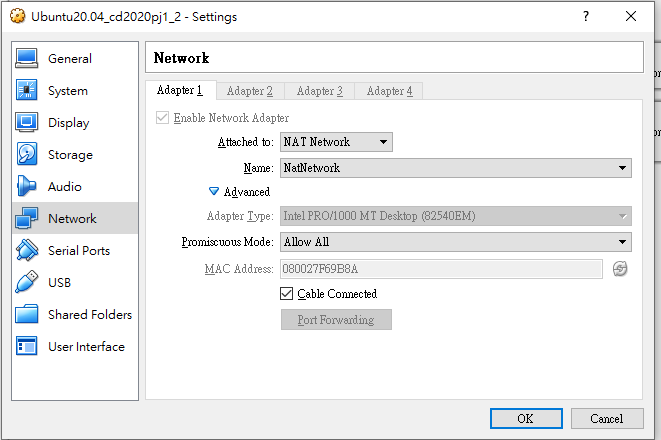 Ubuntu20.04_cd2020pj1_2 - Settings
?
General
System
Display
Storage
Audio
Network
Serial Ports
USB
Shared Folders
User Interface
Network
Adapter 1 Adapter 2 Adapter 3 Adapter 4
Enable Network Adapter
Attached to: NAT Network
Name: NatNetwork
Advanced
Adapter Type: Intel PRO/1000 MT Desktop (82540EM)
Promiscuous Mode: Allow All
MAC Address: 080027F69B8A
Cable Connected
Port Forwarding
OK Cancel